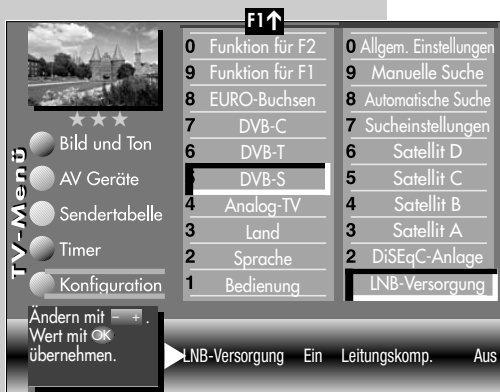 F1↑
0 Funktion für F2
9 Funktion für F1
8 EURO-Buchsen
7 DVB-C
6 DVB-T
DVB-S
4 Analog-TV
3 Land
2 Sprache
1 Bedienung
0 Allgem. Einstellungen
9 Manuelle Suche
8 Automatische Suche
7 Sucheinstellungen
6 Satellit D
5 Satellit C
4 Satellit B
3 Satellit A
2 DiSEqC-Anlage
LNB-Versorgung
TV-Menü
Bild und Ton
AV Geräte
Sendertabelle
Timer
Konfiguration
Ändern mit - + .
Wert mit OK
übernehmen.
LNB-Versorgung Ein Leitungskomp. Aus